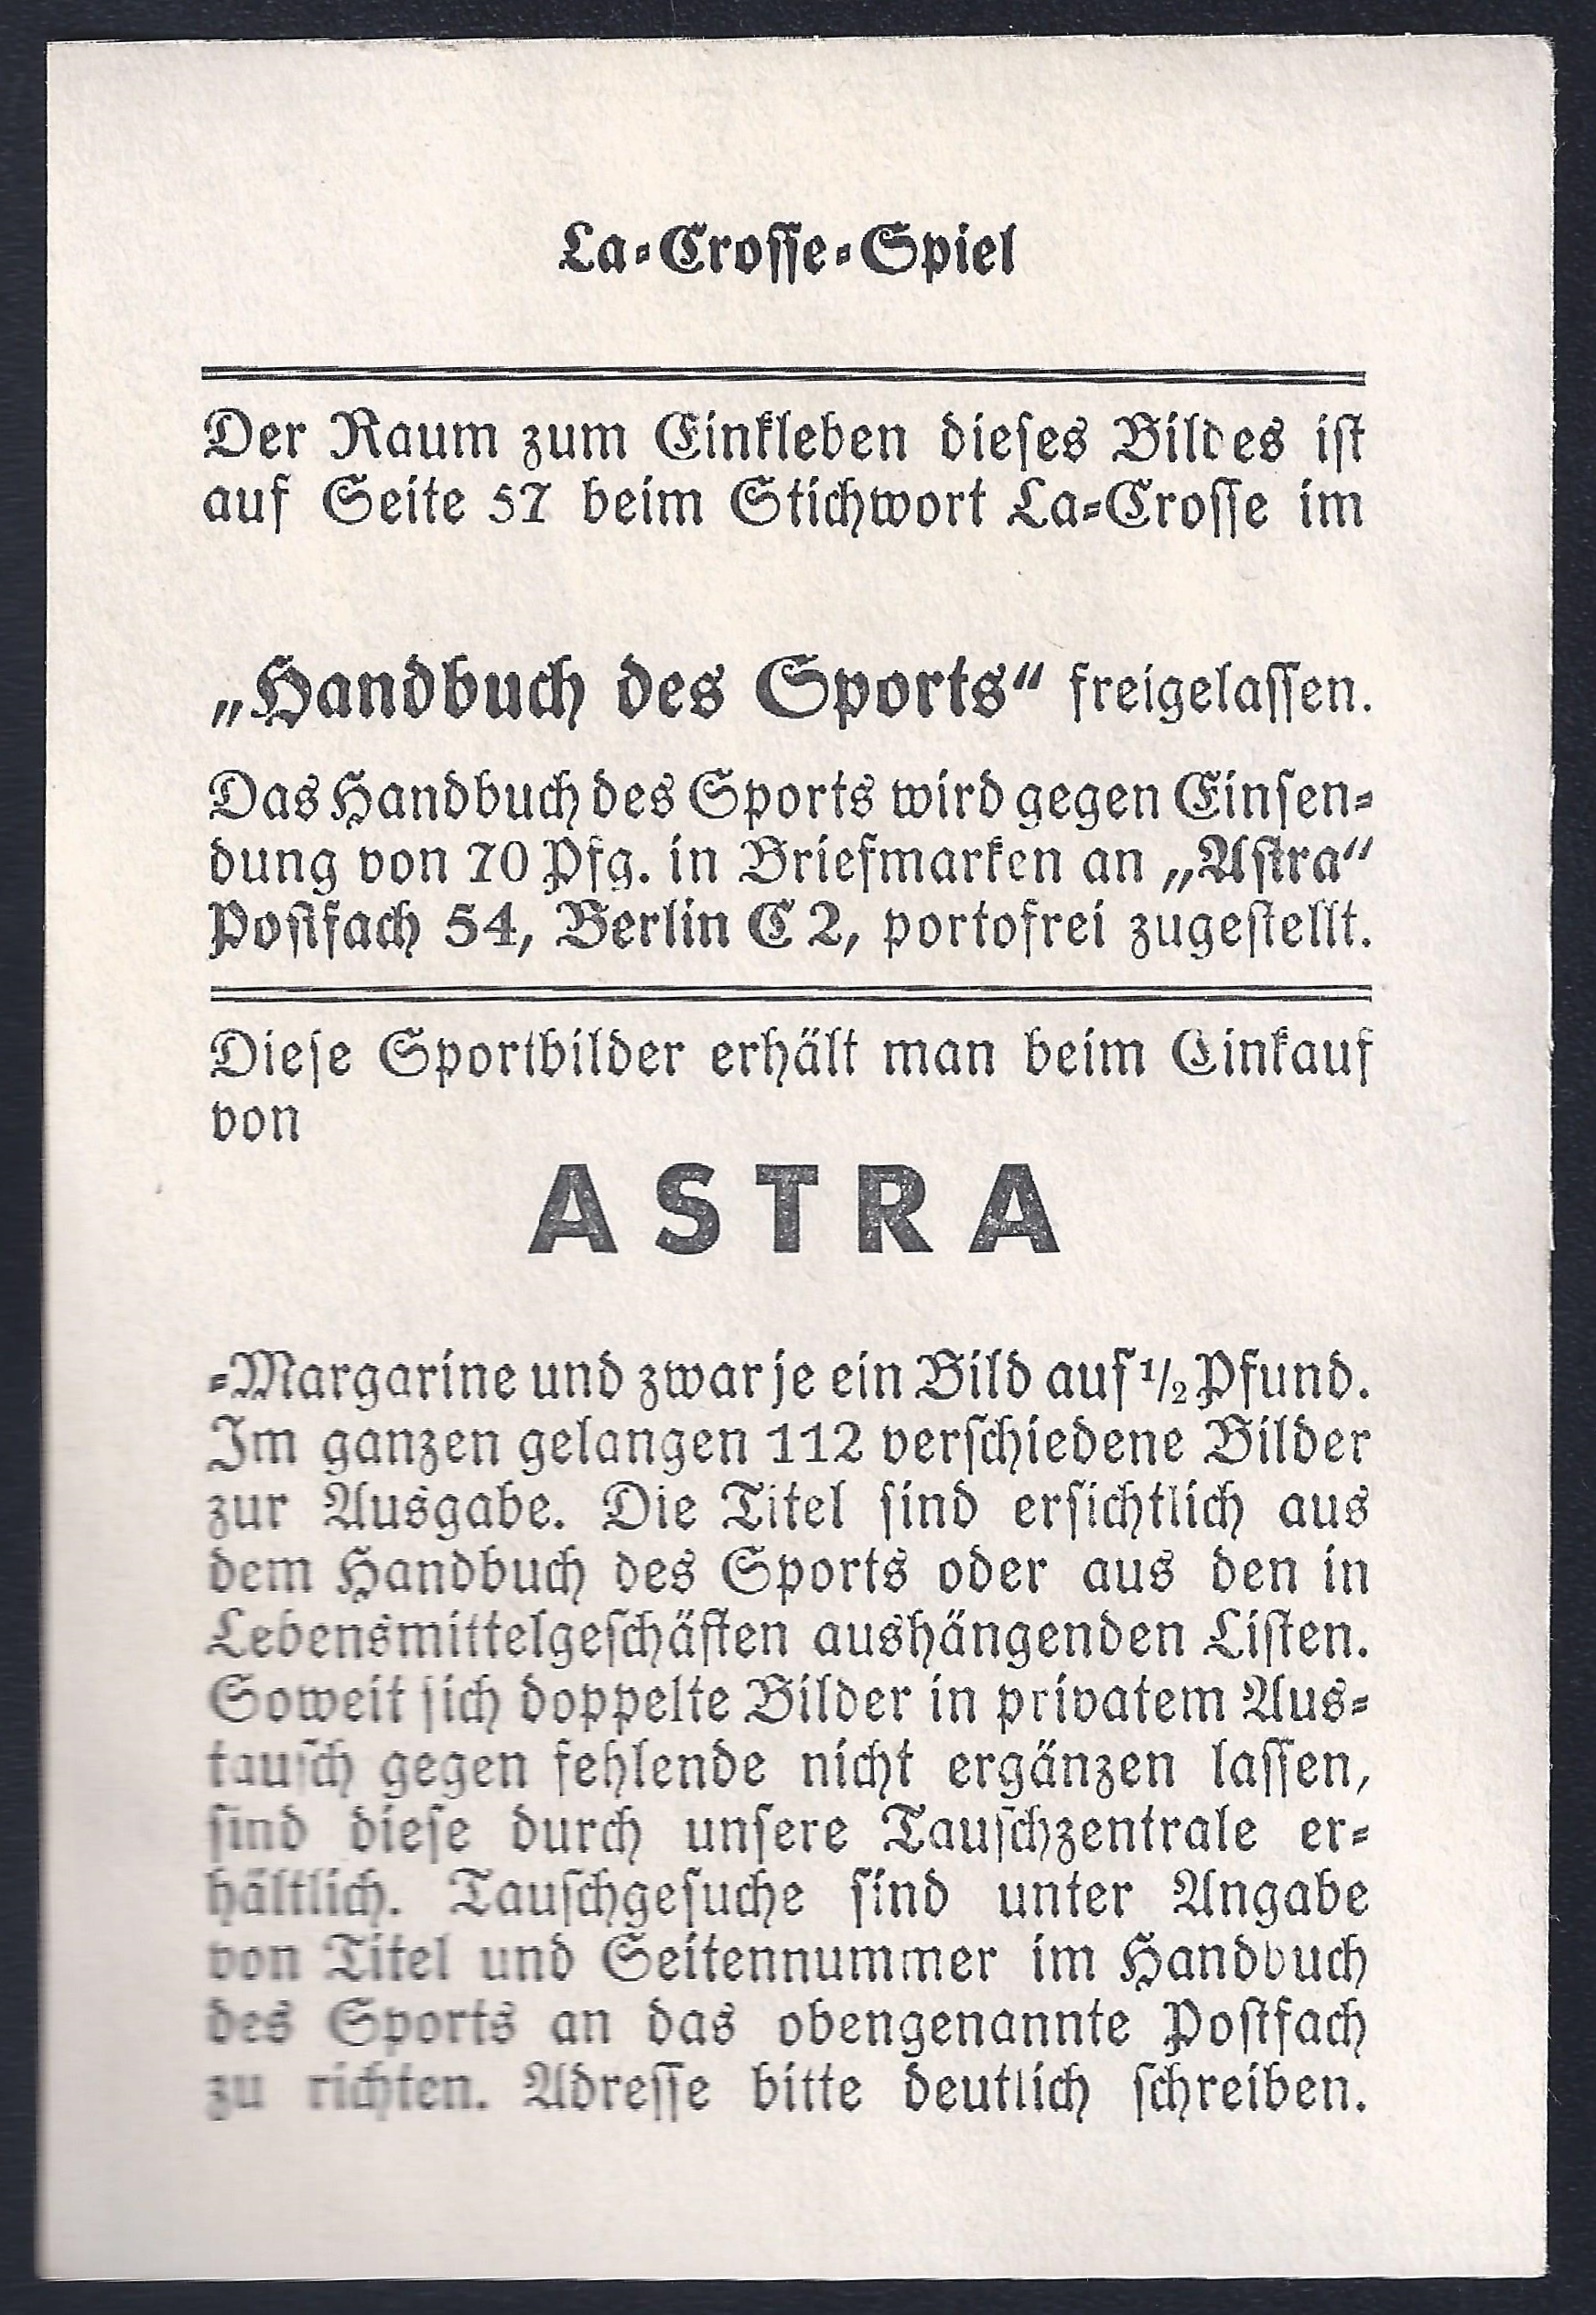 La-Crosse-Spiel
Der Raum zum Einkleben dieses Bildes ist
auf Seite 57 beim Stichwort La-Crosse im
„Handbuch des Sports“ freigelassen.
Das Handbuch des Sports wird gegen Einsen-
dung von 70 Pfg. in Briefmarken an „Astra“
Postfach 54, Berlin C 2, portofrei zugestellt.
Diese Sportbilder erhält man beim Einkauf
von
ASTRA
-Margarine und zwar je ein Bild auf 1/2 Pfund.
Im ganzen gelangen 112 verschiedene Bilder
zur Ausgabe. Die Titel sind ersichtlich aus
dem Handbuch des Sports oder aus den in
Lebensmittelgeschäften aushängenden Listen.
Soweit sich doppelte Bilder in privatem Aus-
tausch gegen fehlende nicht ergänzen lassen,
sind diese durch unsere Tauschzentrale er-
hältlich. Tauschgesuche sind unter Angabe
von Titel und Seitennummer im Handbuch
des Sports an das obengenannte Postfach
zu richten. Adresse bitte deutlich schreiben.